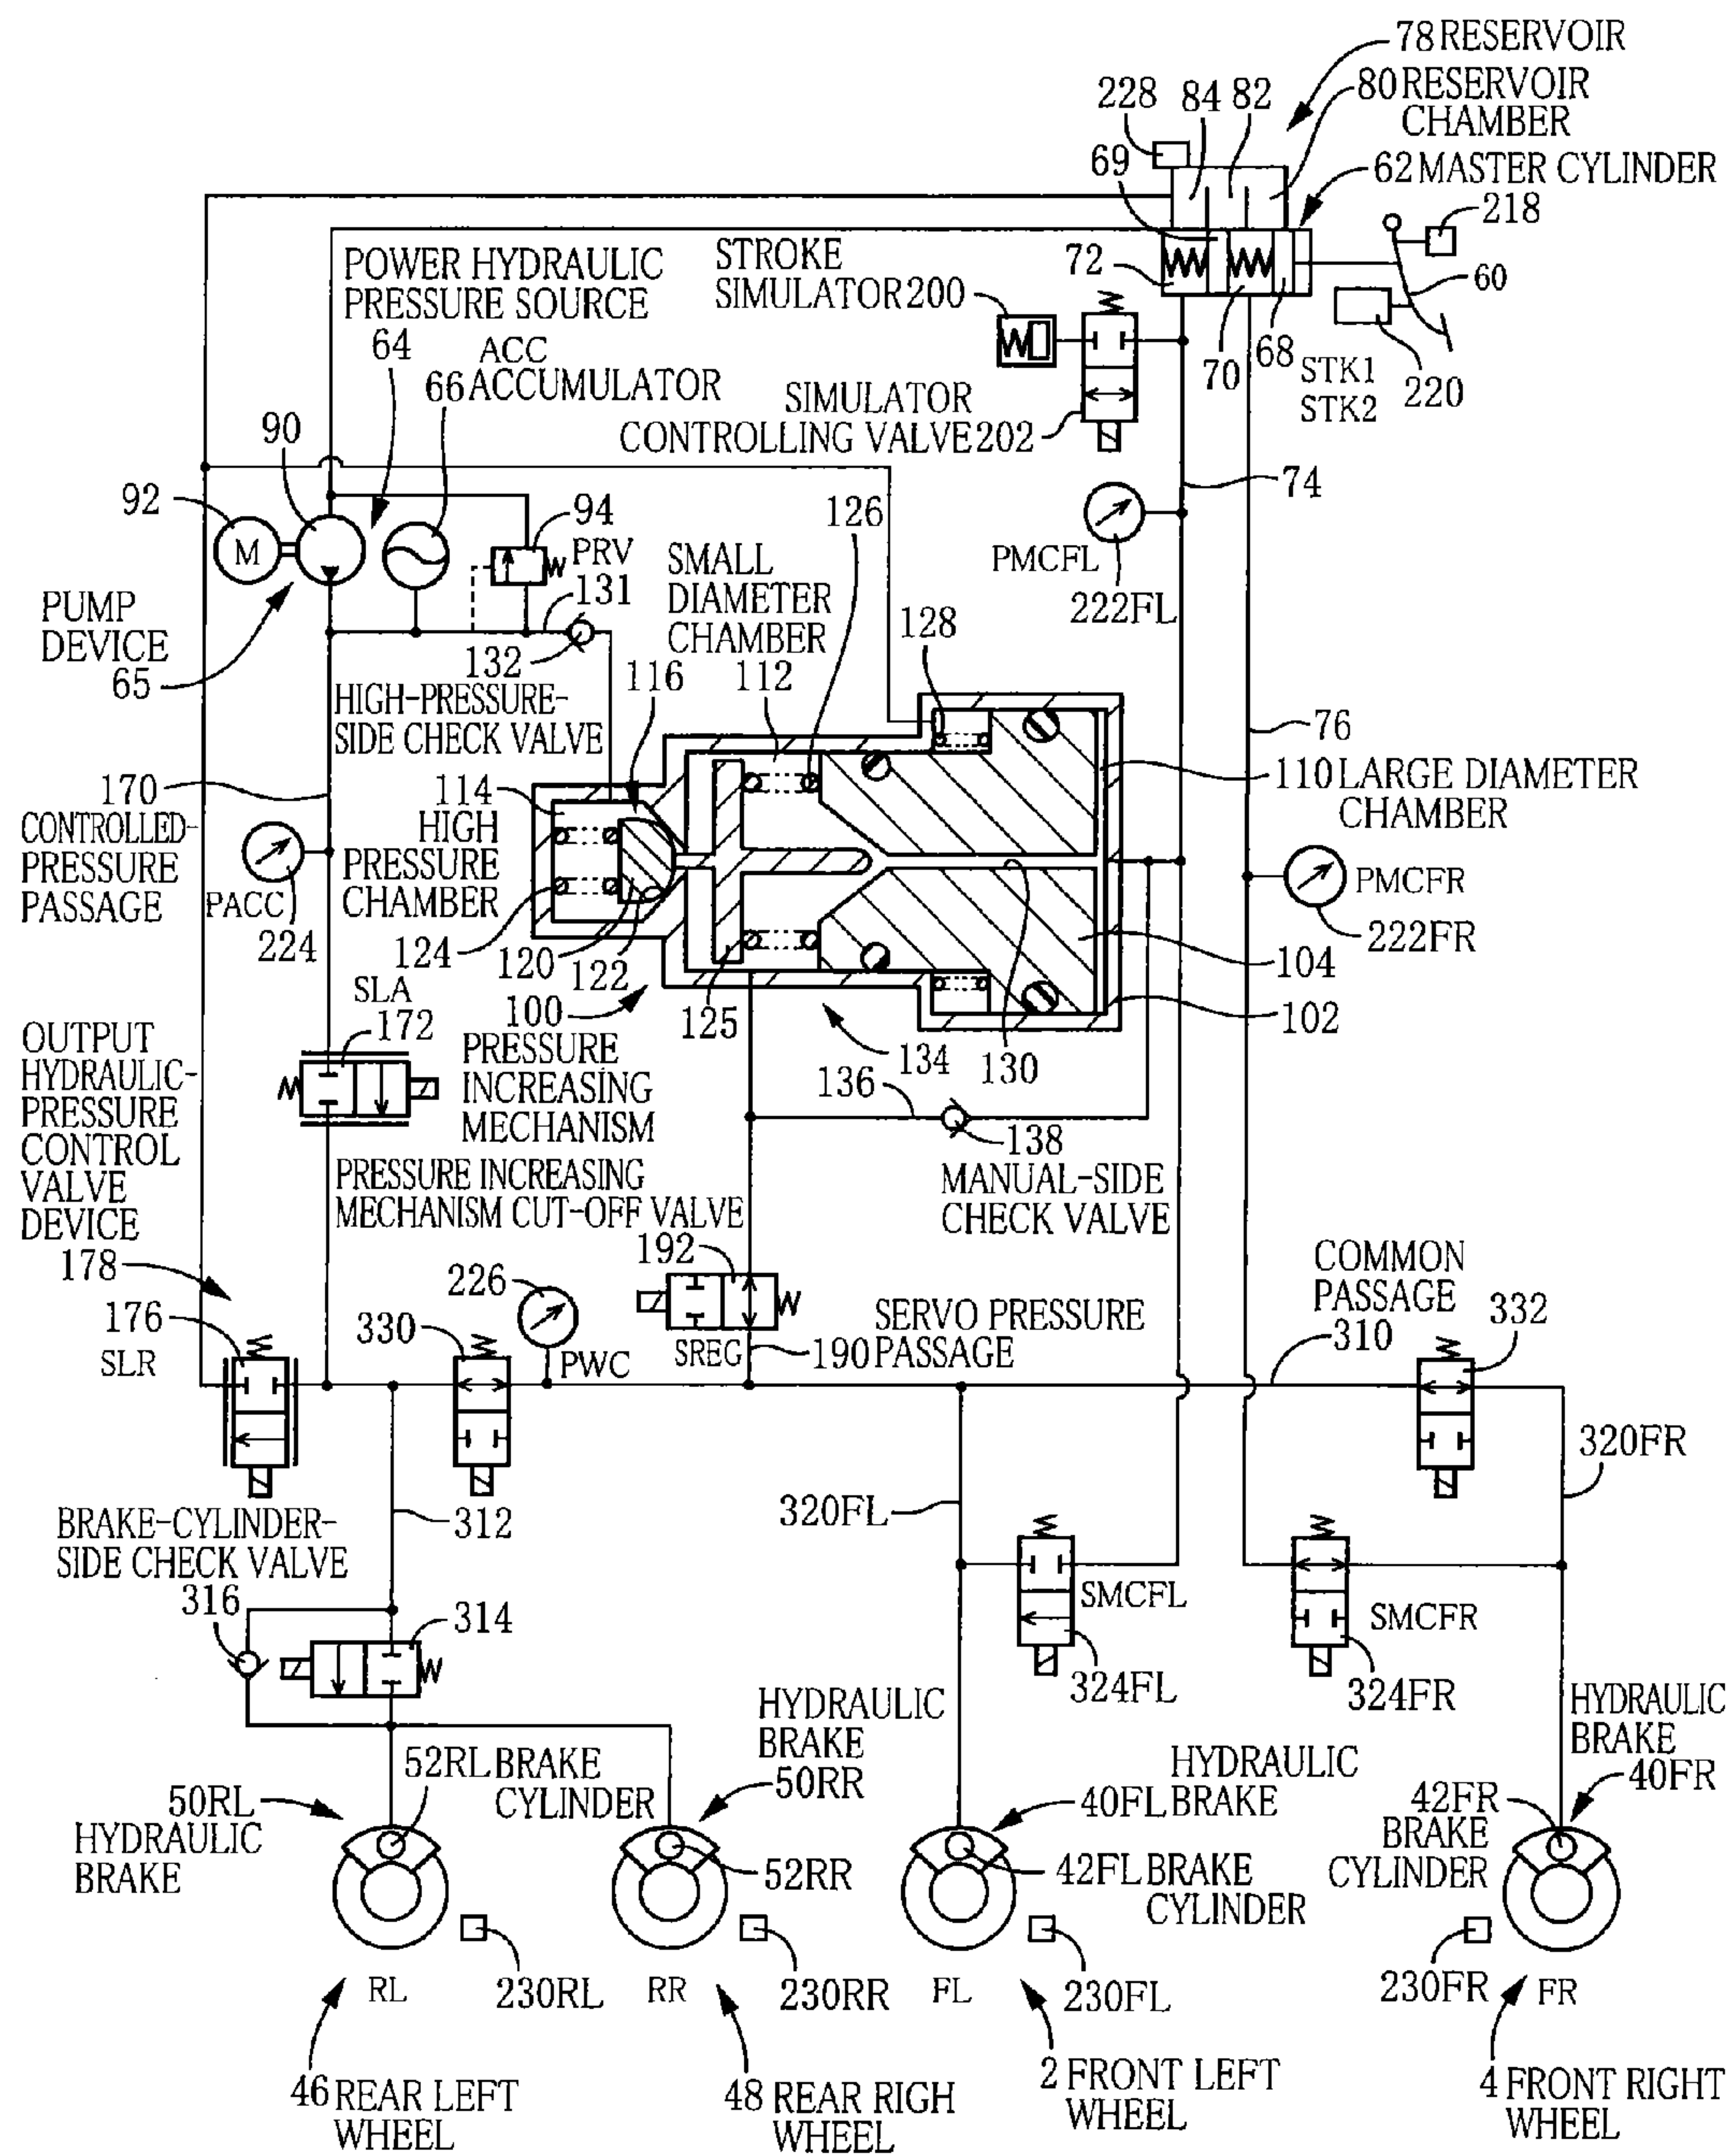 78 RESERVOIR
80 RESERVOIR
CHAMBER
228
84
82
69
62 MASTER CYLINDER
218
STROKE
SIMULATOR 200
72
60
POWER HYDRAULIC
PRESSURE SOURCE
64
ACC
66 ACCUMULATOR
70
68
STK1
STK2
220
SIMULATOR
CONTROLLING VALVE 202
90
92
M
94
PRV
131
126
74
PMCFL
222FL
SMALL
DIAMETER
CHAMBER
112
PUMP
DEVICE
65
132
HIGH-PRESSURE-
SIDE CHECK VALVE
116
128
76
110 LARGE DIAMETER
CHAMBER
170
CONTROLLED-
PRESSURE
PASSAGE
114
HIGH
PRESSURE
CHAMBER
PACC
224
PMCFR
222FR
124
120
122
104
SLA
172
100
PRESSURE
INCREASING
MECHANISM
125
134
130
102
136
138
MANUAL-SIDE
CHECK VALVE
OUTPUT
HYDRAULIC-
PRESSURE
CONTROL
VALVE
DEVICE
178
PRESSURE INCREASING
MECHANISM CUT-OFF VALVE
192
226
176
SLR
330
PWC
SREG
190 SERVO PRESSURE
PASSAGE
COMMON
PASSAGE
310
332
320FR
320FL
BRAKE-CYLINDER-
SIDE CHECK VALVE
316
312
314
SMCFL
324FL
SMCFR
324FR
52RL BRAKE
CYLINDER
50RL
HYDRAULIC
BRAKE
HYDRAULIC
BRAKE
50RR
52RR
HYDRAULIC
40FL BRAKE
42FL BRAKE
CYLINDER
HYDRAULIC
BRAKE
40FR
42FR
BRAKE
CYLINDER
230RL
230RR
230FL
230FR
RL
RR
FL
FR
46 REAR LEFT
WHEEL
48 REAR RIGH
WHEEL
2 FRONT LEFT
WHEEL
4 FRONT RIGHT
WHEEL